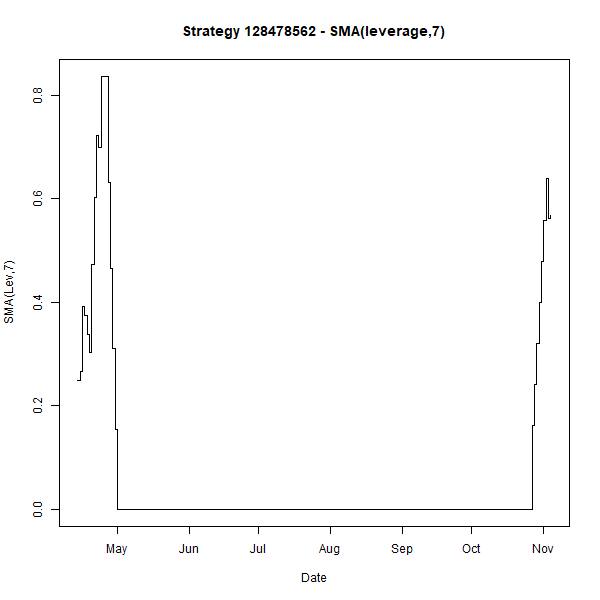 Strategy 128478562 - SMA(leverage,7)
SMA(Lev,7)
0.8
0.6
0.4
0.2
0.0
May Jun Jul Aug Sep Oct Nov
Date